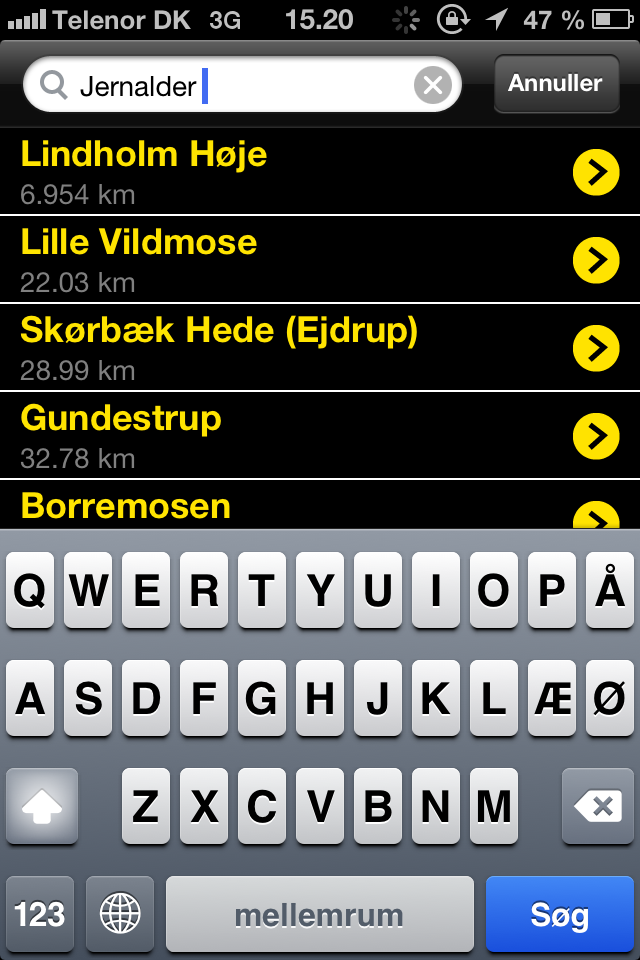 Telenor DK 3G 15.20 47 %
Jernalder Annuller
Lindholm Høje
6.954 km
Lille Vildmose
22.03 km
Skørbæk Hede (Ejdrup)
28.99 km
Gundestrup
32.78 km
Borremosen
Q W E R T Y U I O P Å
A S D F G H J K L Æ Ø
Z X C V B N M
123 mellemrum Søg